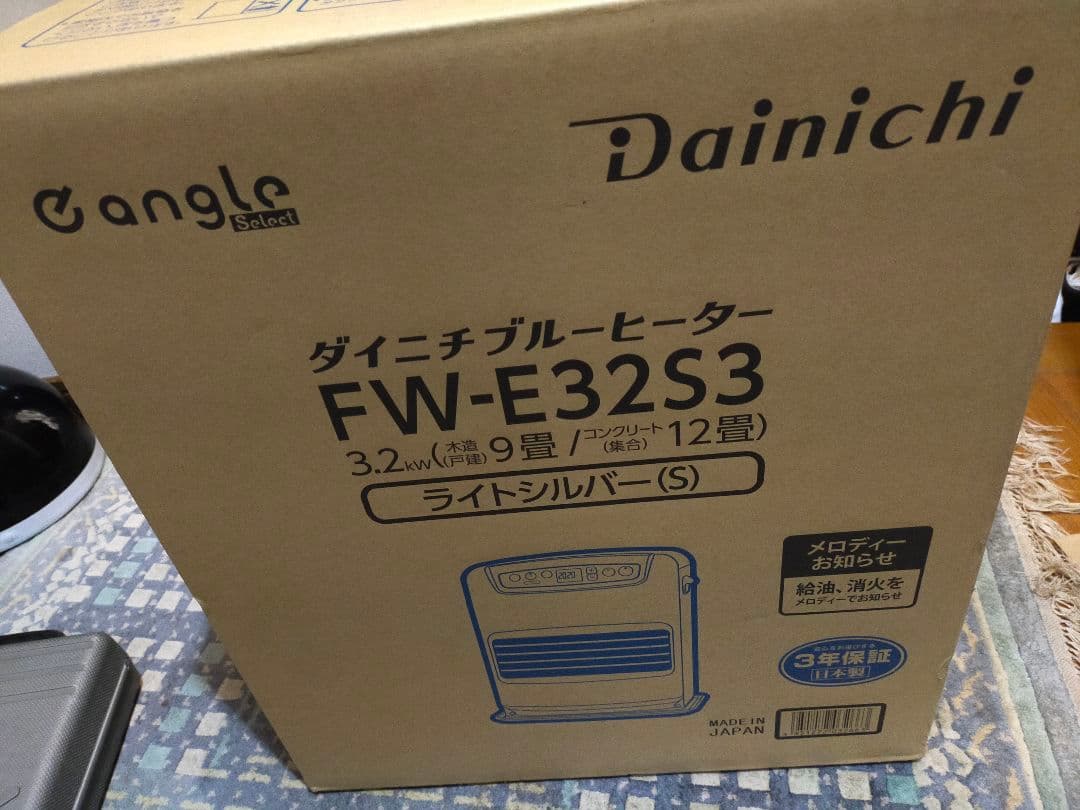 e angle
Select
Dainichi
ダイニチブルーヒーター
FW-E32S3
3.2kW(木造(戸建)9畳/コンクリート(集合)12畳)
ライトシルバー(S)
2020
メロディー
お知らせ
給油、消火を
メロディーでお知らせ
3年保証
日本製
MADE IN
JAPAN